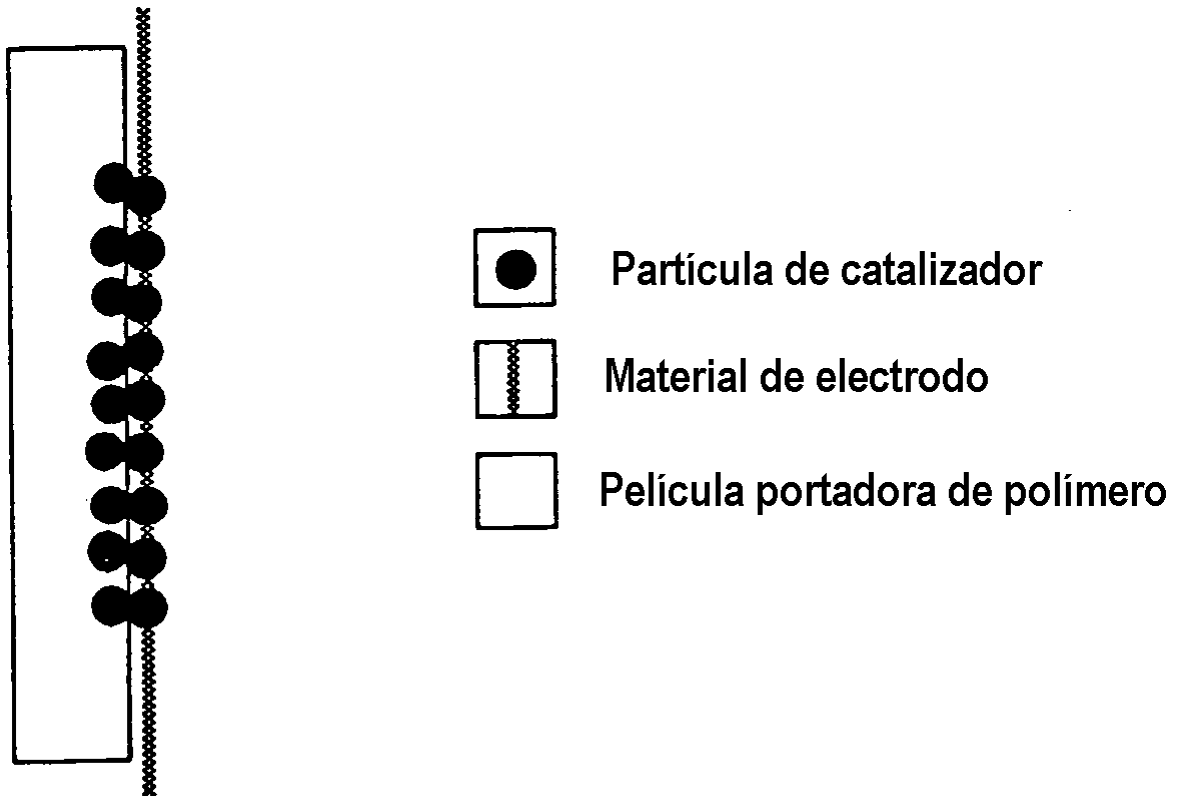 Partícula de catalizador
Material de electrodo
Película portadora de polímero